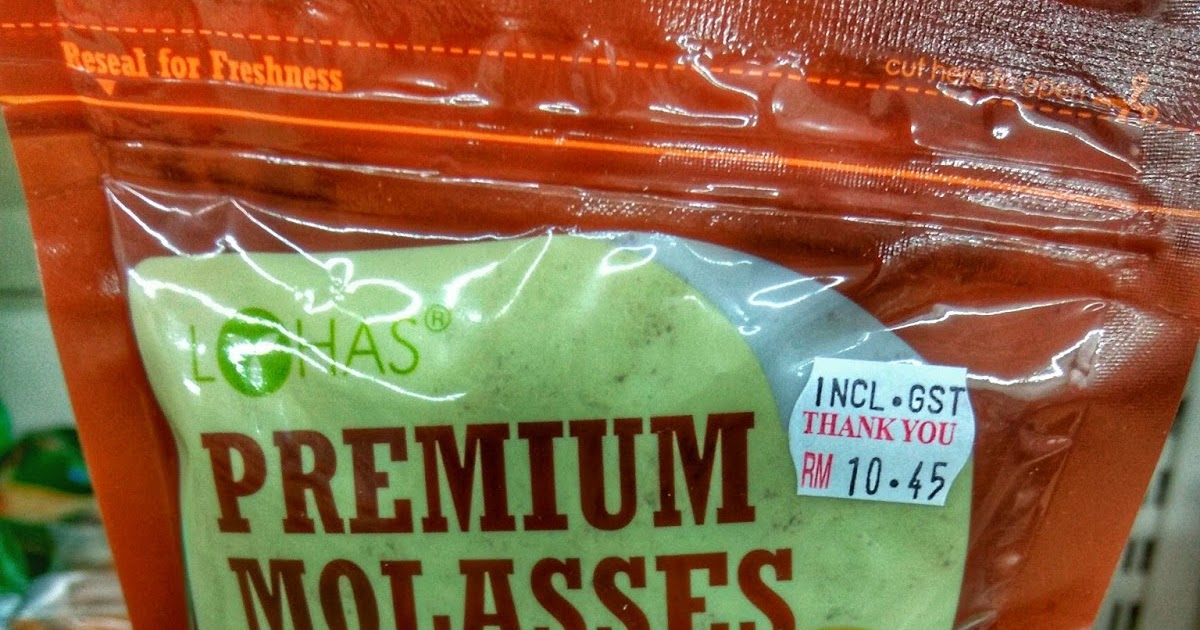 Reseal for Freshness
cut here to open
LOHAS®
PREMIUM
MOLASSES
INCL.GST
THANK YOU
RM 10.45